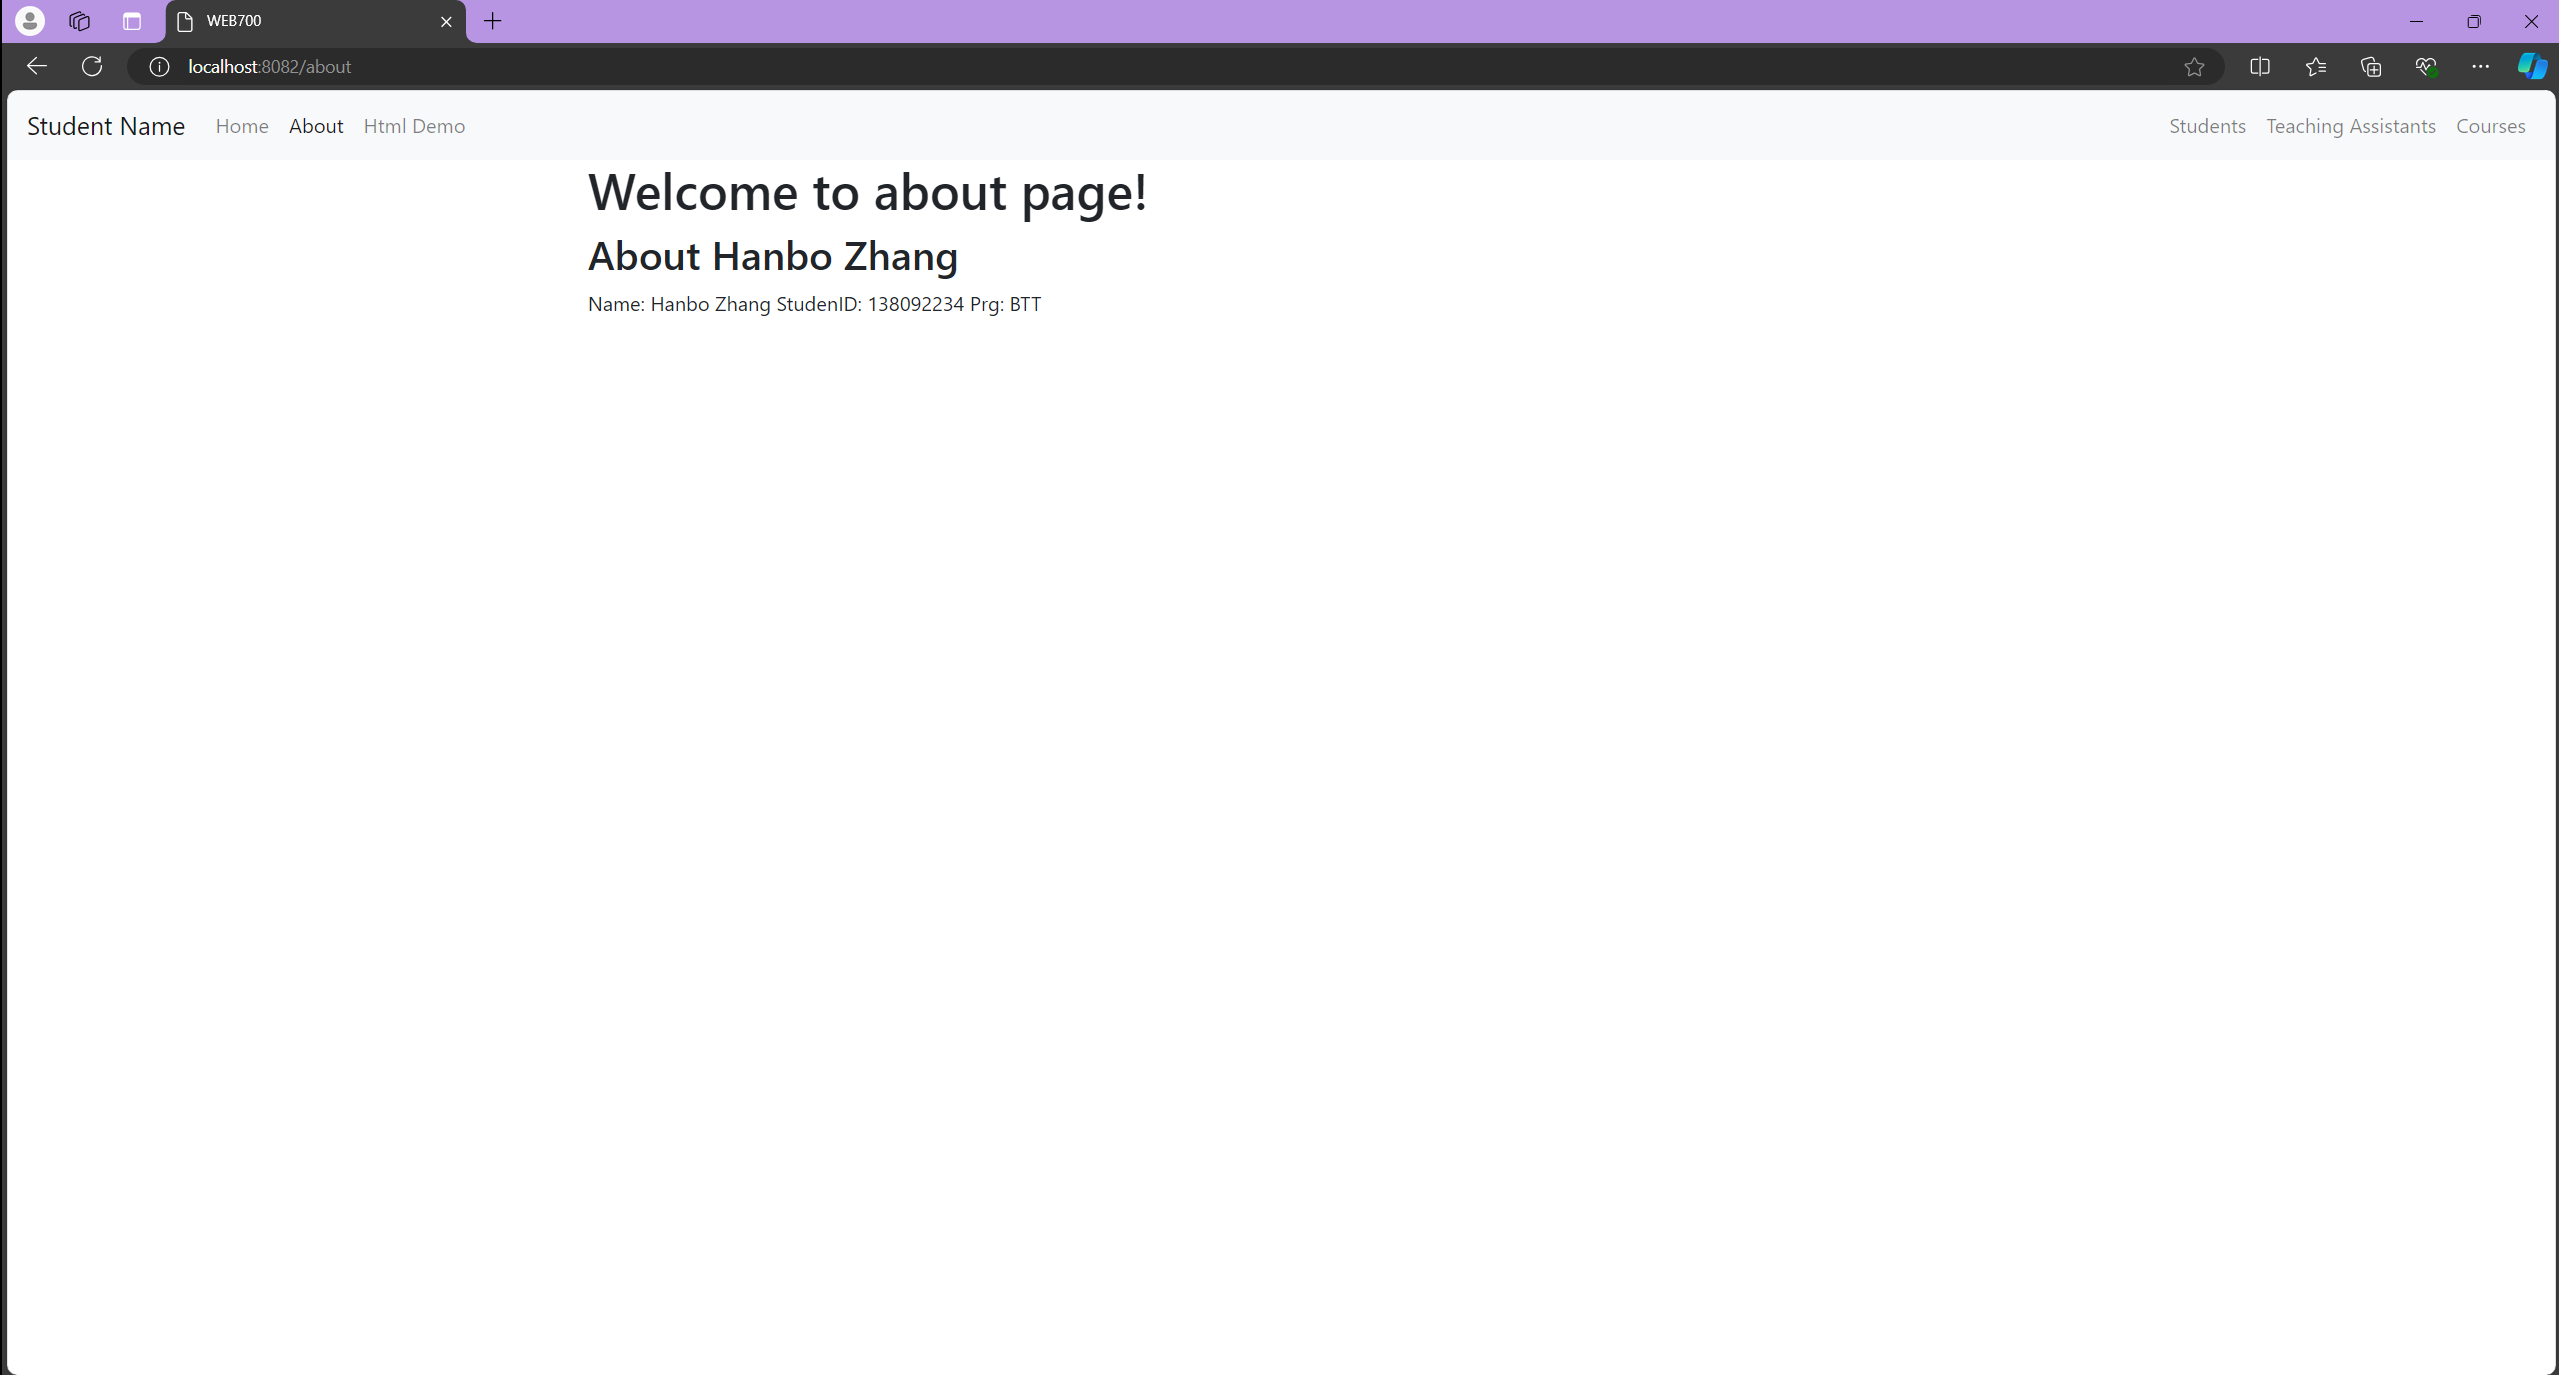 WEB700
localhost:8082/about
Student Name Home About Html Demo Students Teaching Assistants Courses
Welcome to about page!
About Hanbo Zhang
Name: Hanbo Zhang StudenID: 138092234 Prg: BTT